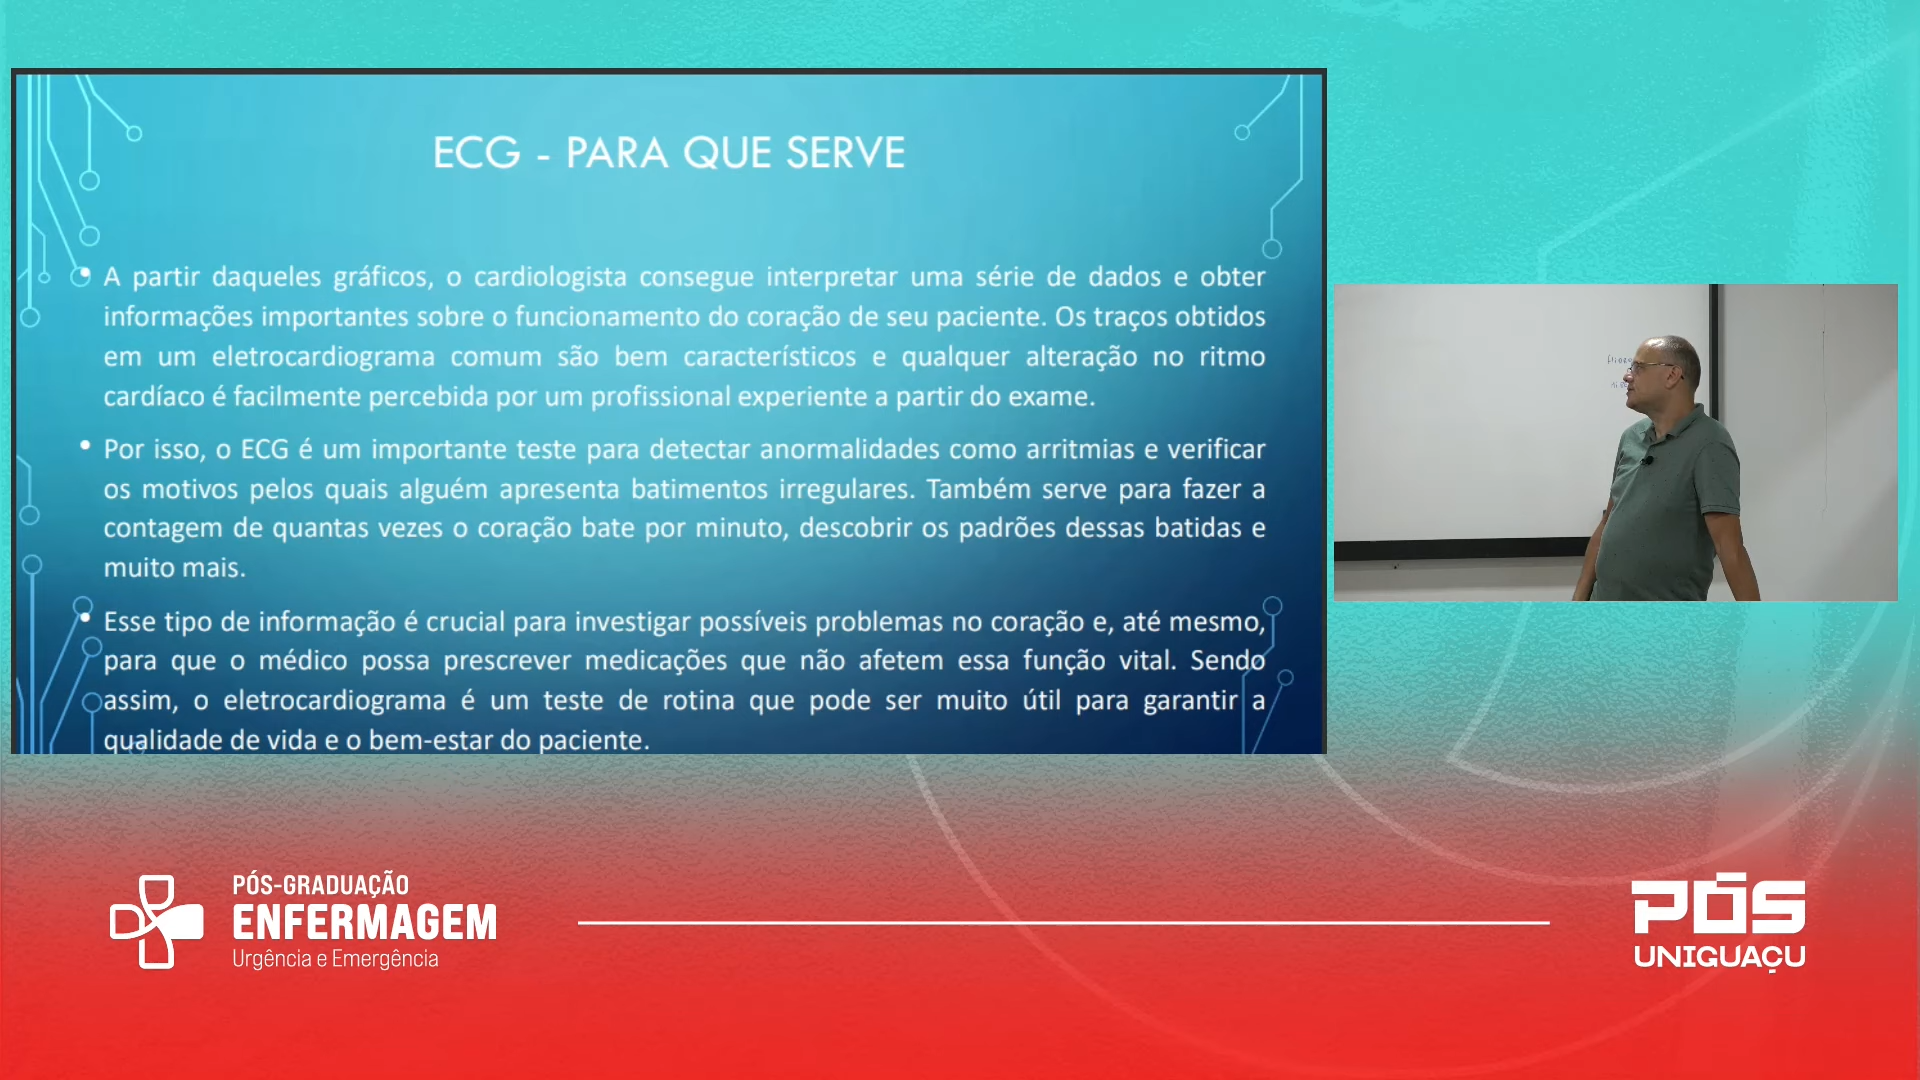 ECG - PARA QUE SERVE
• A partir daqueles gráficos, o cardiologista consegue interpretar uma série de dados e obter
informações importantes sobre o funcionamento do coração de seu paciente. Os traços obtidos
em um eletrocardiograma comum são bem característicos e qualquer alteração no ritmo
cardíaco é facilmente percebida por um profissional experiente a partir do exame.
• Por isso, o ECG é um importante teste para detectar anormalidades como arritmias e verificar
os motivos pelos quais alguém apresenta batimentos irregulares. Também serve para fazer a
contagem de quantas vezes o coração bate por minuto, descobrir os padrões dessas batidas e
muito mais.
• Esse tipo de informação é crucial para investigar possíveis problemas no coração e, até mesmo,
para que o médico possa prescrever medicações que não afetem essa função vital. Sendo
assim, o eletrocardiograma é um teste de rotina que pode ser muito útil para garantir a
qualidade de vida e o bem-estar do paciente.
PÓS-GRADUAÇÃO
ENFERMAGEM
Urgência e Emergência
PÓS
UNIGUAÇU